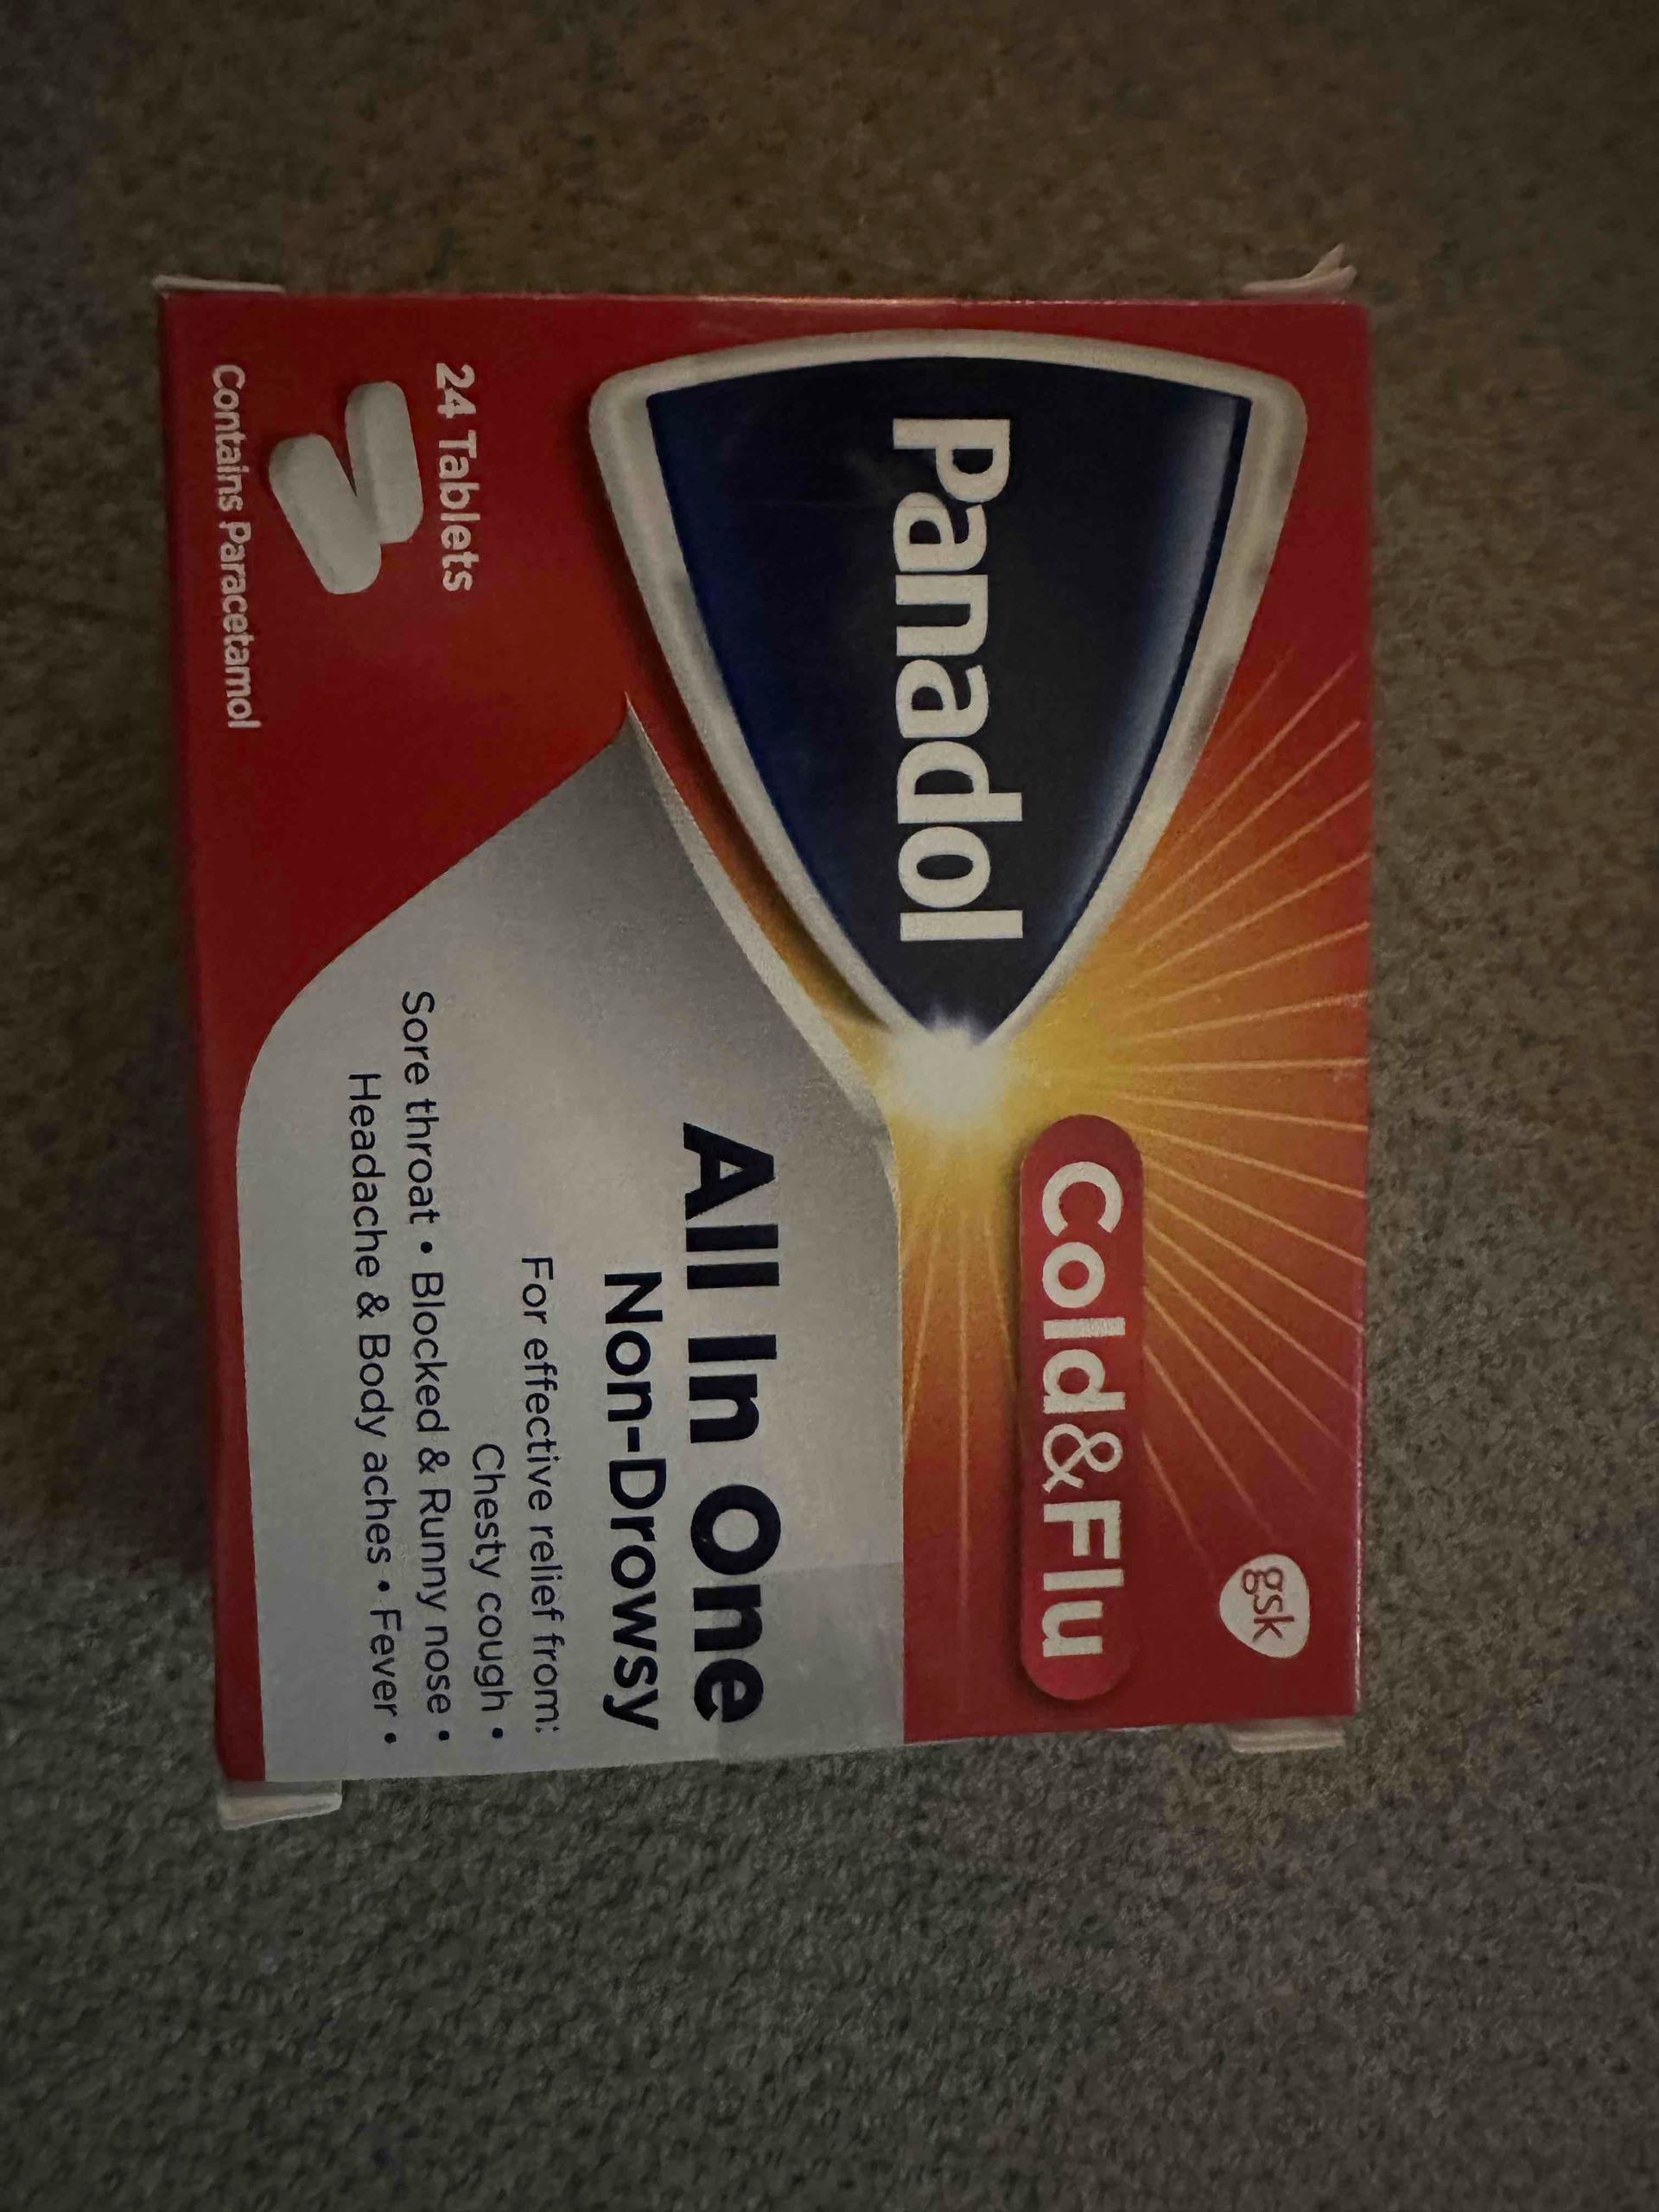 gsk
Panadol
Cold&Flu
All In One
Non-Drowsy
For effective relief from:
Chesty cough •
Sore throat • Blocked & Runny nose •
Headache & Body aches • Fever •
24 Tablets
Contains Paracetamol